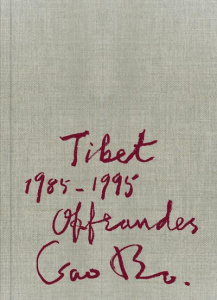 Tibet
1985-1995
Offrandes
Gao Bo.